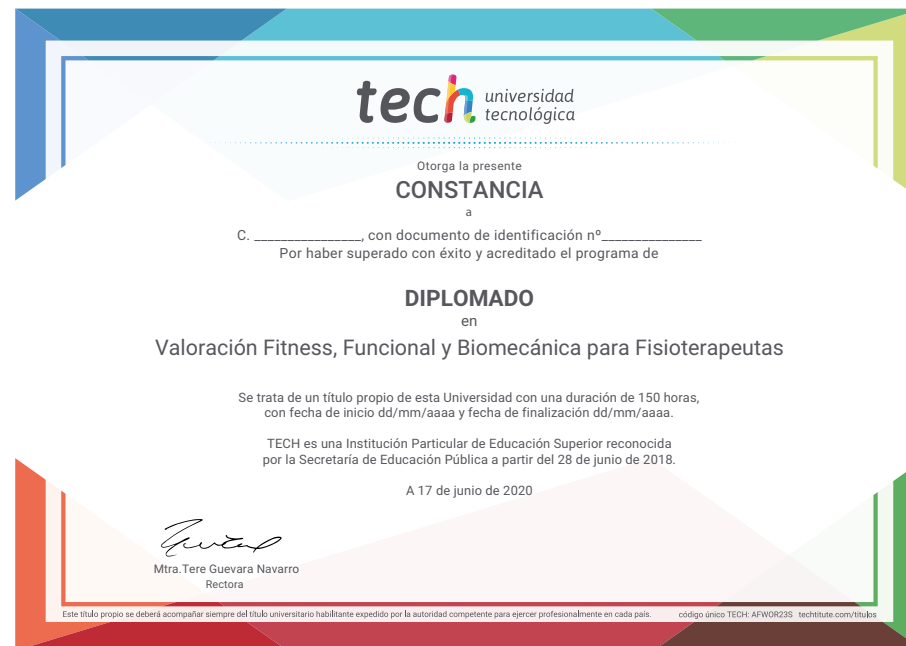 tech universidad
tecnológica
Otorga la presente
CONSTANCIA
a
C. ________________, con documento de identificación nº_______________
Por haber superado con éxito y acreditado el programa de
DIPLOMADO
en
Valoración Fitness, Funcional y Biomecánica para Fisioterapeutas
Se trata de un título propio de esta Universidad con una duración de 150 horas,
con fecha de inicio dd/mm/aaaa y fecha de finalización dd/mm/aaaa.
TECH es una Institución Particular de Educación Superior reconocida
por la Secretaría de Educación Pública a partir del 28 de junio de 2018.
A 17 de junio de 2020
Mtra.Tere Guevara Navarro
Rectora
Este título propio se deberá acompañar siempre del título universitario habilitante expedido por la autoridad competente para ejercer profesionalmente en cada país. código único TECH: AFWOR23S techtitute.com/titulos